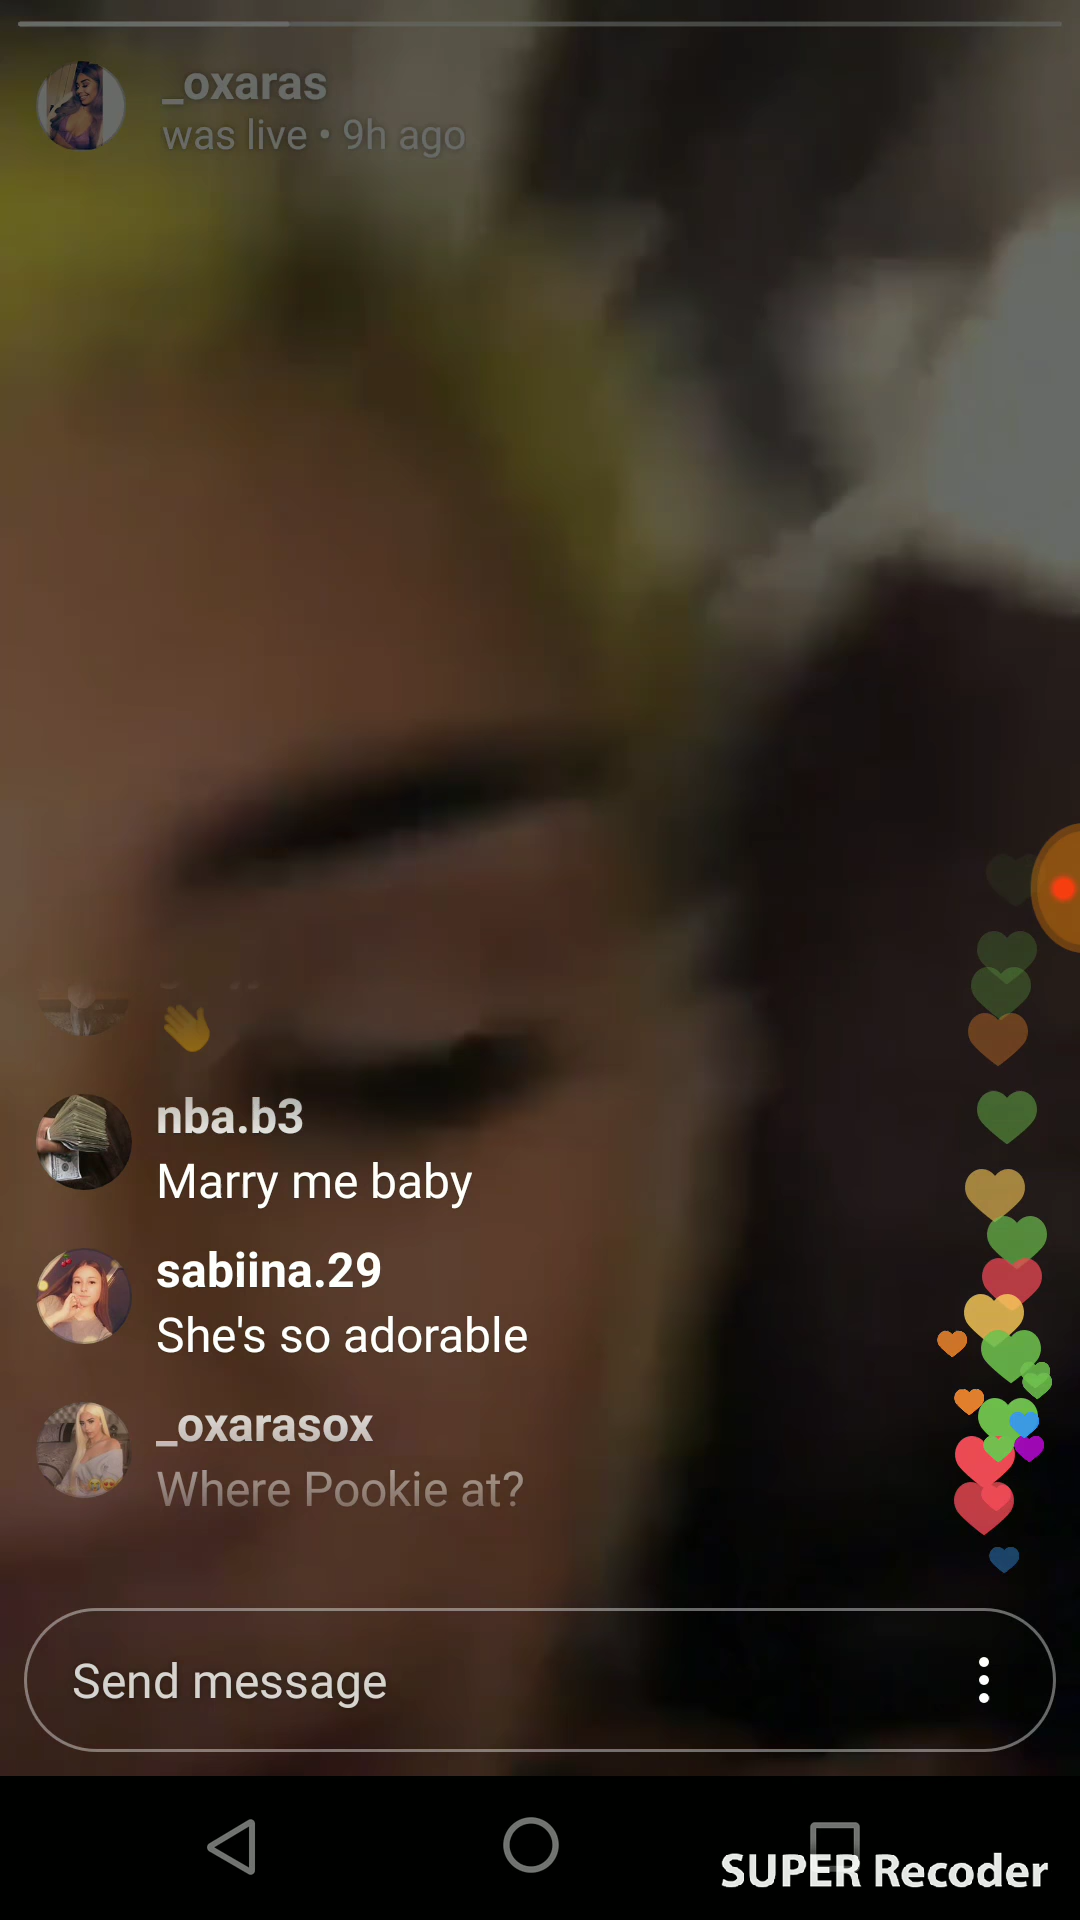 _oxaras
was live • 9h ago
nba.b3
Marry me baby
sabiina.29
She's so adorable
_oxarasox
Where Pookie at?
Send message
SUPER Recoder